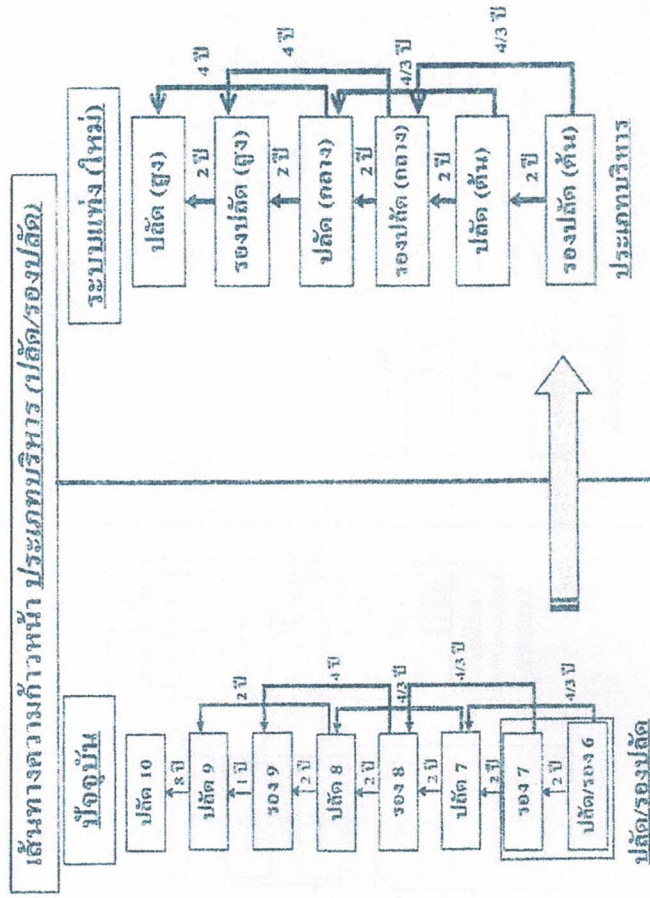 เส้นทางความก้าวหน้า ประเภทบริหาร (ปลัด/รองปลัด)
ปัจจุบัน
ปลัด 10
8 ปี
ปลัด 9
1 ปี
รอง 9
2 ปี
ปลัด 8
2 ปี
รอง 8
2 ปี
ปลัด 7
2 ปี
รอง 7
2 ปี
ปลัด/รอง 6
2 ปี
4 ปี
4/3 ปี
4/3 ปี
4/3 ปี
ปลัด/รองปลัด
ระบบแท่ง (ใหม่)
ปลัด (สูง)
2 ปี
รองปลัด (สูง)
2 ปี
ปลัด (กลาง)
2 ปี
รองปลัด (กลาง)
2 ปี
ปลัด (ต้น)
2 ปี
รองปลัด (ต้น)
4 ปี
4 ปี
4/3 ปี
4/3 ปี
ประเภทบริหาร